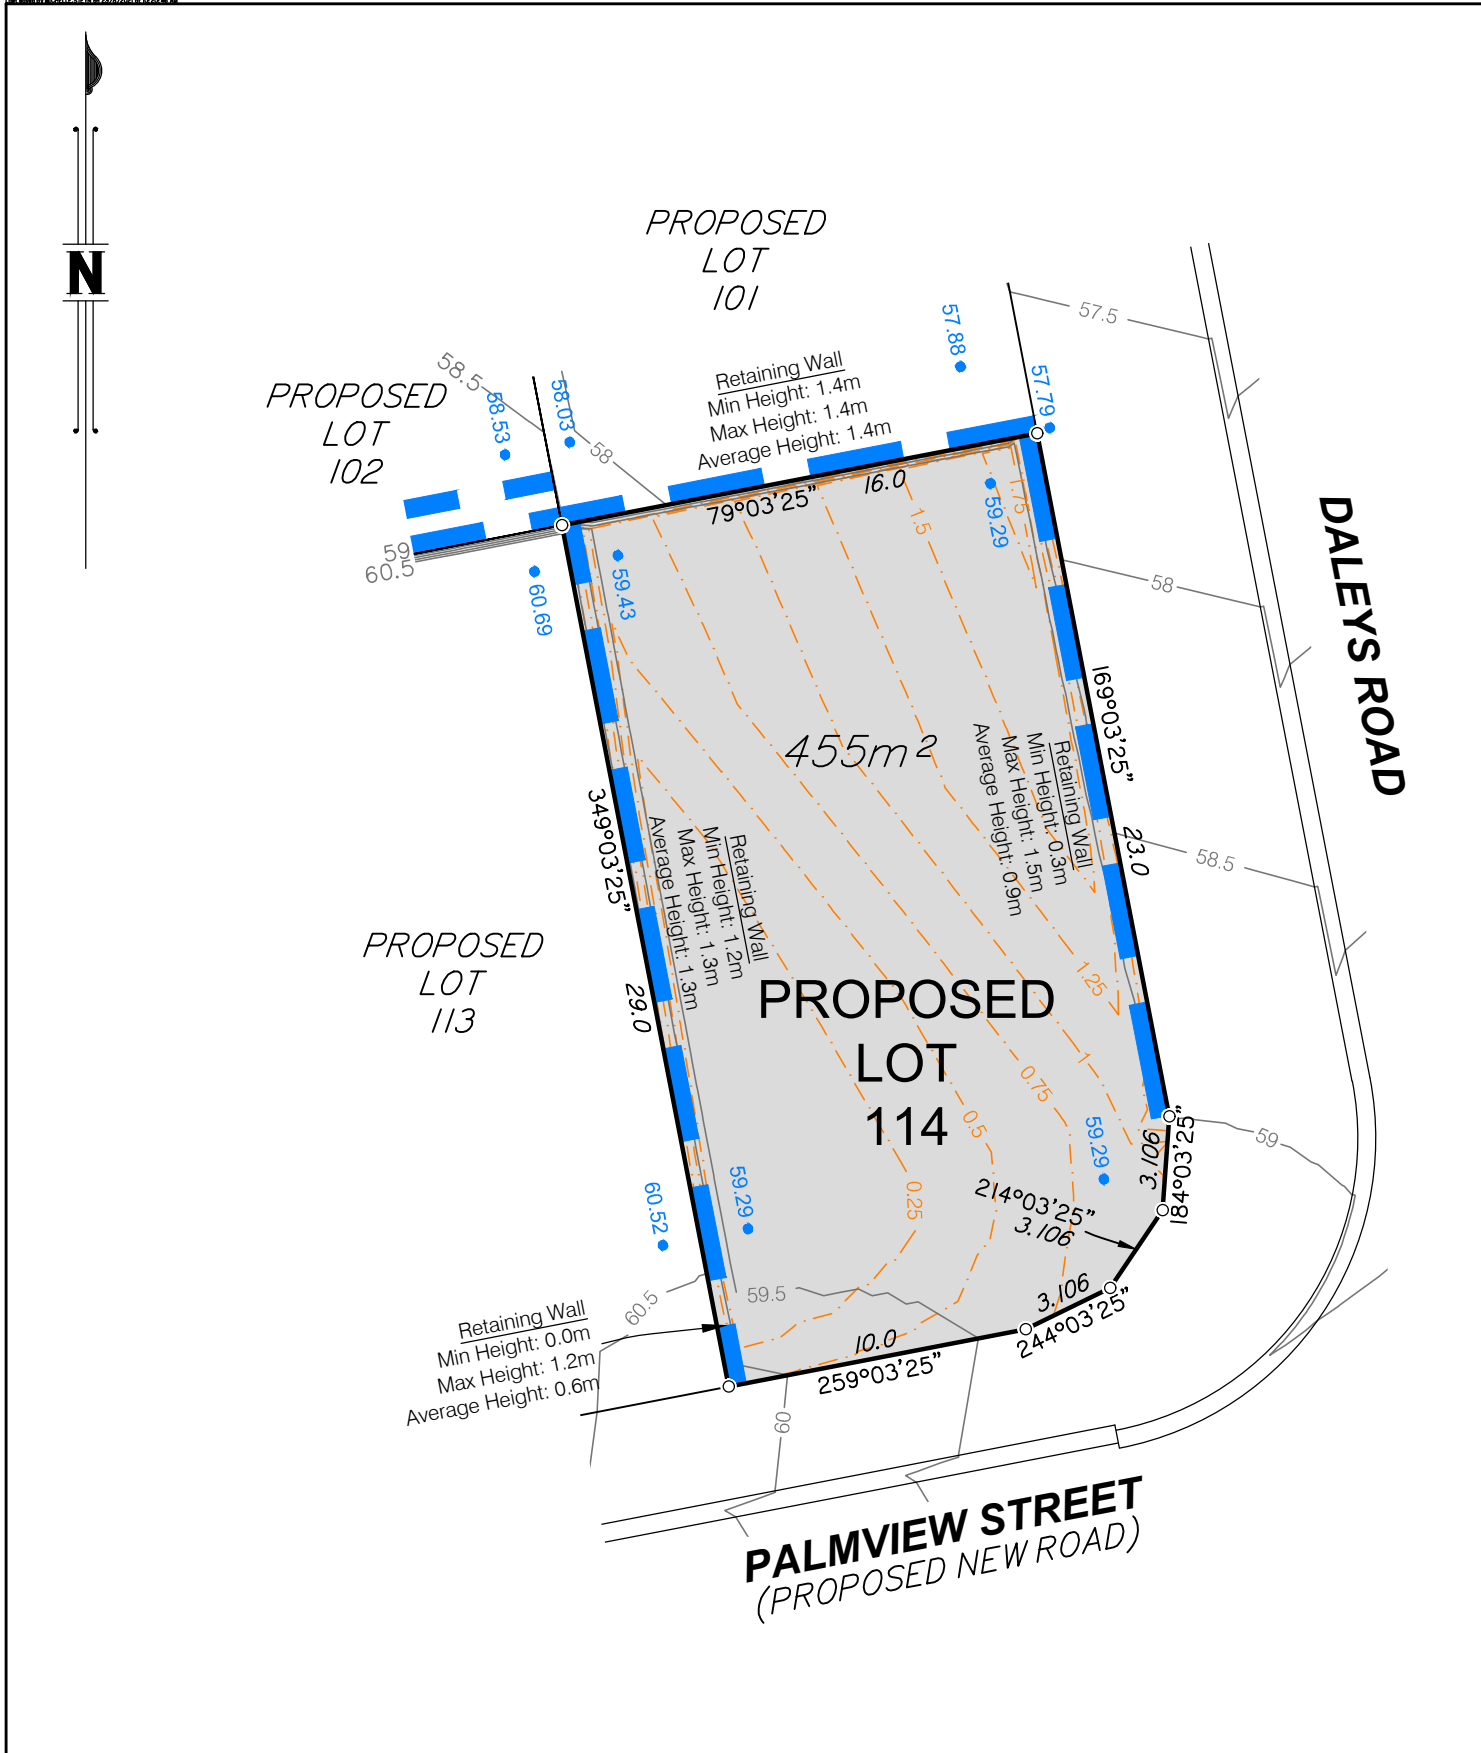 N
PROPOSED
LOT
101
PROPOSED
LOT
102
58.5
58.53
58.03
58
57.88
57.79
57.5
Retaining Wall
Min Height: 1.4m
Max Height: 1.4m
Average Height: 1.4m
79°03'25"
16.0
59
60.5
60.69
59.43
1.5
59.29
1.75
58
DALEYS ROAD
169°03'25"
23.0
58.5
455m²
Retaining Wall
Min Height: 0.3m
Max Height: 1.5m
Average Height: 0.9m
349°03'25"
29.0
Retaining Wall
Min Height: 1.2m
Max Height: 1.3m
Average Height: 1.3m
PROPOSED
LOT
113
PROPOSED
LOT
114
1.25
1
0.75
0.5
0.25
59.29
59.29
60.52
3.106
184°03'25"
59
214°03'25"
3.106
3.106
244°03'25"
60.5
59.5
Retaining Wall
Min Height: 0.0m
Max Height: 1.2m
Average Height: 0.6m
10.0
259°03'25"
60
PALMVIEW STREET
(PROPOSED NEW ROAD)